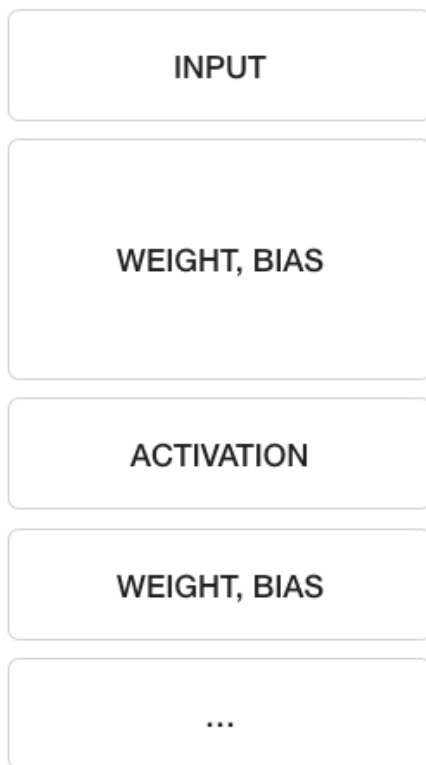 INPUT
WEIGHT, BIAS
ACTIVATION
WEIGHT, BIAS
...